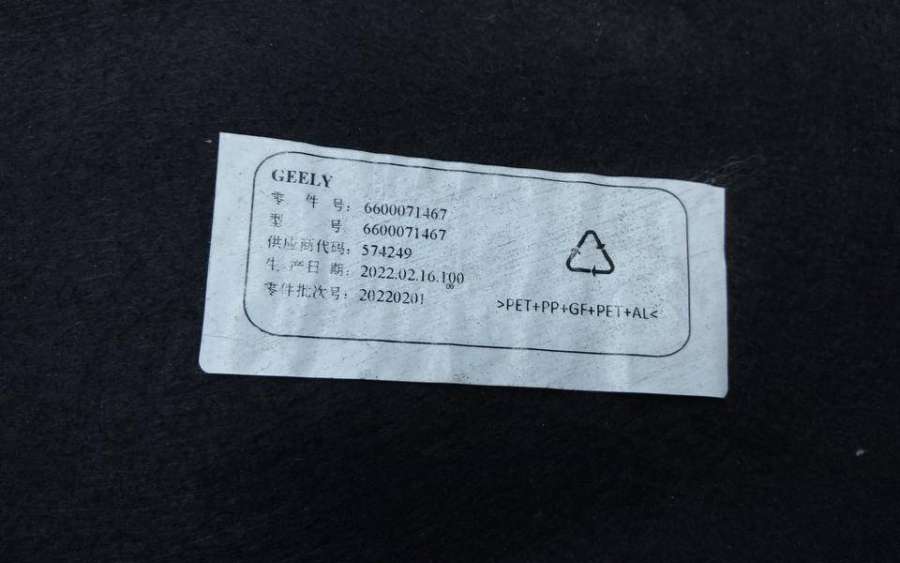 GEELY
零 件 号：6600071467
型 号 6600071467
供应商代码：574249
生 产日 期：2022.02.16.100
零件批次号：20220201
>PET+PP+GF+PET+AL<